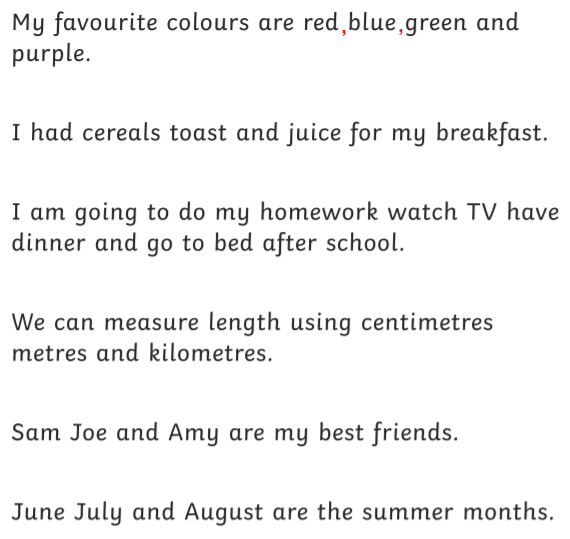 My favourite colours are red,blue,green and
purple.
I had cereals toast and juice for my breakfast.
I am going to do my homework watch TV have
dinner and go to bed after school.
We can measure length using centimetres
metres and kilometres.
Sam Joe and Amy are my best friends.
June July and August are the summer months.